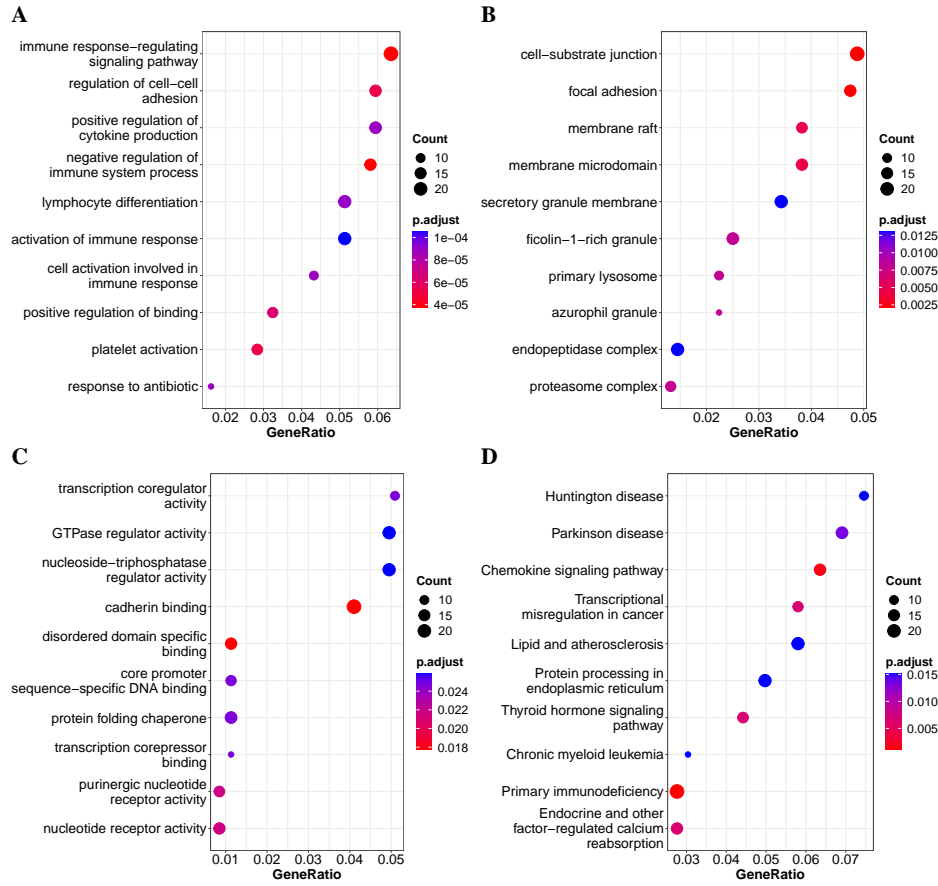 A
immune response−regulating
signaling pathway
regulation of cell−cell
adhesion
positive regulation of
cytokine production
negative regulation of
immune system process
lymphocyte differentiation
activation of immune response
cell activation involved in
immune response
positive regulation of binding
platelet activation
response to antibiotic
0.02 0.03 0.04 0.05 0.06
GeneRatio
Count
10
15
20
p.adjust
1e−04
8e−05
6e−05
4e−05
B
cell−substrate junction
focal adhesion
membrane raft
membrane microdomain
secretory granule membrane
ficolin−1−rich granule
primary lysosome
azurophil granule
endopeptidase complex
proteasome complex
0.02 0.03 0.04 0.05
GeneRatio
Count
10
15
20
p.adjust
0.0125
0.0100
0.0075
0.0050
0.0025
C
transcription coregulator
activity
GTPase regulator activity
nucleoside−triphosphatase
regulator activity
cadherin binding
disordered domain specific
binding
core promoter
sequence−specific DNA binding
protein folding chaperone
transcription corepressor
binding
purinergic nucleotide
receptor activity
nucleotide receptor activity
0.01 0.02 0.03 0.04 0.05
GeneRatio
Count
10
15
20
p.adjust
0.024
0.022
0.020
0.018
D
Huntington disease
Parkinson disease
Chemokine signaling pathway
Transcriptional
misregulation in cancer
Lipid and atherosclerosis
Protein processing in
endoplasmic reticulum
Thyroid hormone signaling
pathway
Chronic myeloid leukemia
Primary immunodeficiency
Endocrine and other
factor−regulated calcium
reabsorption
0.03 0.04 0.05 0.06 0.07
GeneRatio
Count
10
15
20
p.adjust
0.015
0.010
0.005